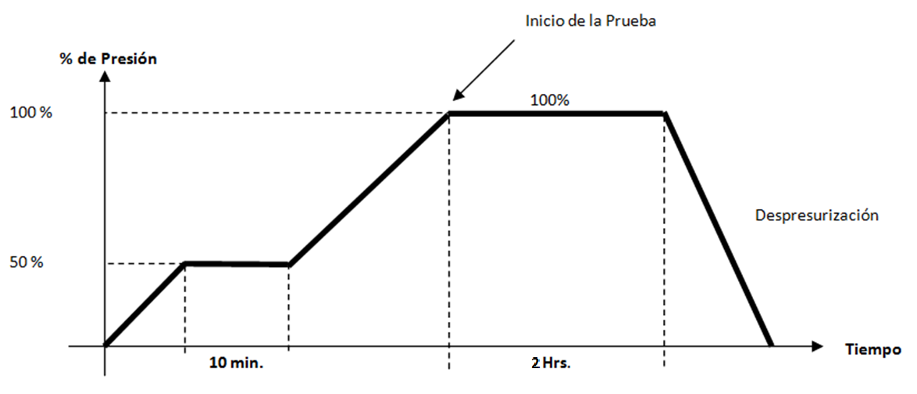 Inicio de la Prueba
% de Presión
100 %
100%
50 %
Despresurización
10 min.
2 Hrs.
Tiempo